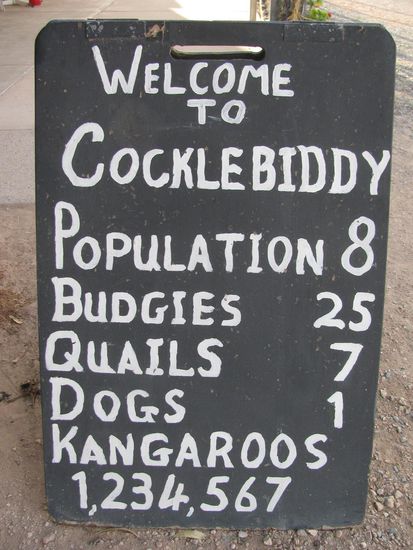 Welcome
to
Cocklebiddy
Population 8
Budgies 25
Quails 7
Dogs 1
Kangaroos
1,234,567